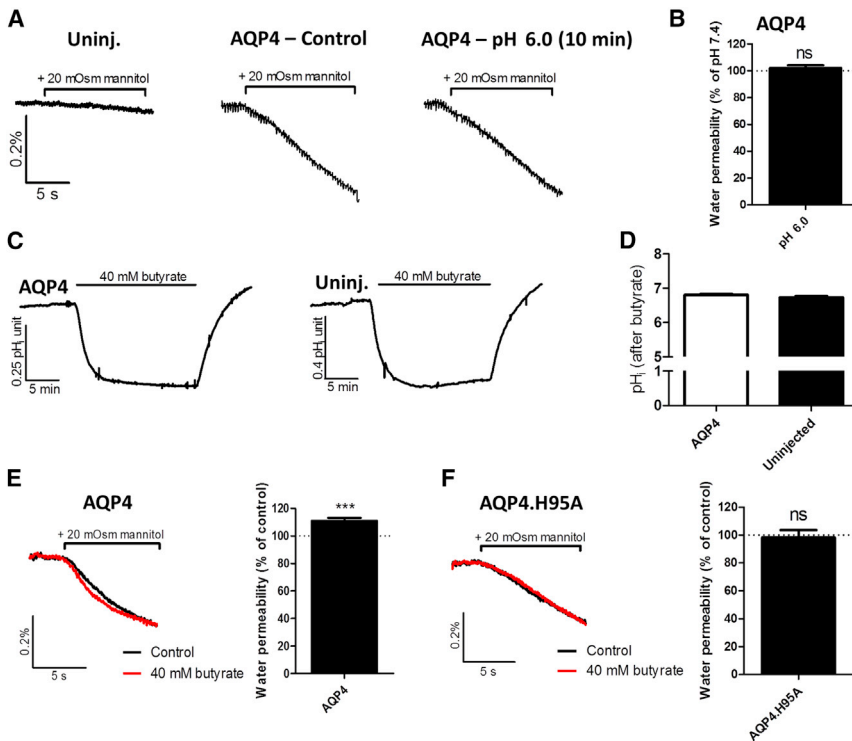 A
Uninj.
AQP4 – Control
AQP4 – pH 6.0 (10 min)
+ 20 mOsm mannitol
+ 20 mOsm mannitol
+ 20 mOsm mannitol
0.2%
5 s
B
AQP4
Water permeability (% of pH 7.4)
120
100
80
60
40
20
0
ns
pH 6.0
C
AQP4
40 mM butyrate
0.25 pHi unit
5 min
Uninj.
40 mM butyrate
0.4 pHi unit
5 min
D
pHi (after butyrate)
8
7
6
5
1
0
AQP4
Uninjected
E
AQP4
+ 20 mOsm mannitol
0.2%
5 s
Control
40 mM butyrate
Water permeability (% of control)
120
100
80
60
40
20
0
***
AQP4
F
AQP4.H95A
+ 20 mOsm mannitol
0.2%
5 s
Control
40 mM butyrate
Water permeability (% of control)
120
100
80
60
40
20
0
ns
AQP4.H95A